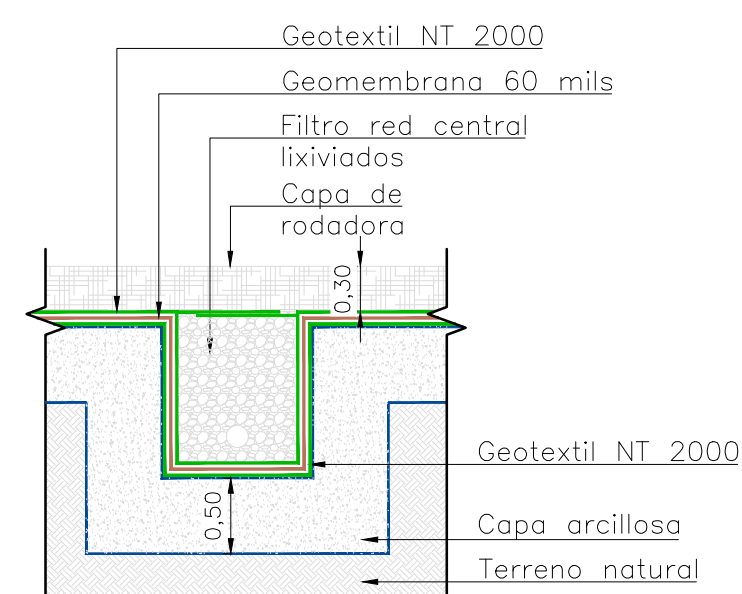 Geotextil NT 2000
Geomembrana 60 mils
Filtro red central
lixiviados
Capa de
rodadora
0,30
Geotextil NT 2000
0,50
Capa arcillosa
Terreno natural